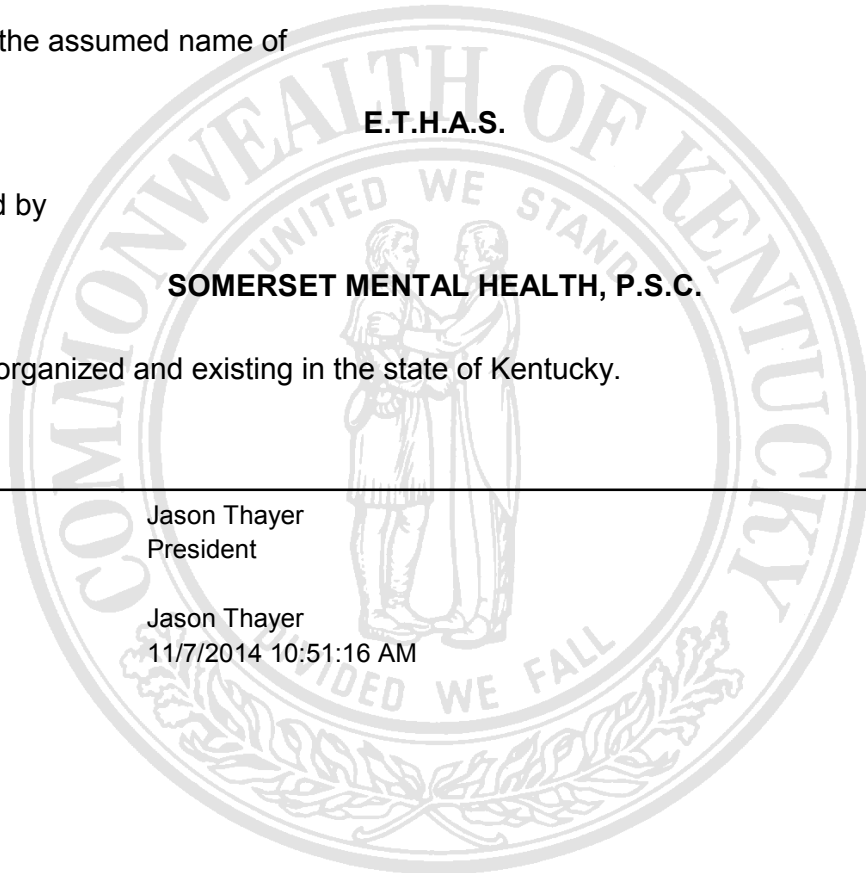 the assumed name of
E.T.H.A.S.
d by
SOMERSET MENTAL HEALTH, P.S.C.
organized and existing in the state of Kentucky.
Jason Thayer
President
Jason Thayer
11/7/2014 10:51:16 AM
COMMONWEALTH OF KENTUCKY
UNITED WE STAND
DIVIDED WE FALL